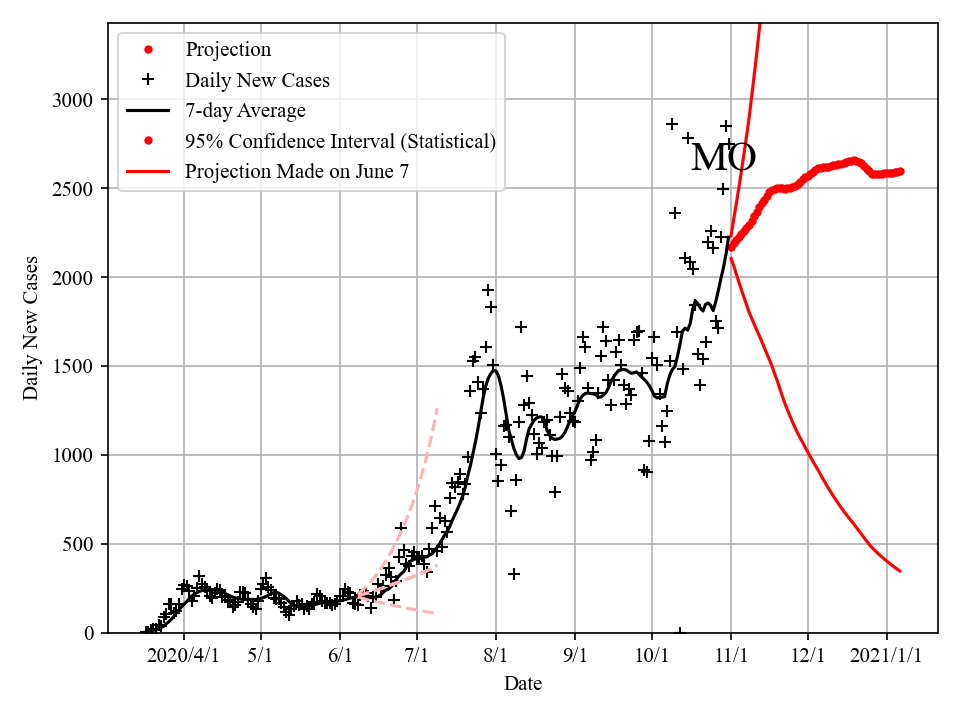 Projection
Daily New Cases
7-day Average
95% Confidence Interval (Statistical)
Projection Made on June 7
MO
3000
2500
2000
1500
1000
500
0
Daily New Cases
2020/4/1 5/1 6/1 7/1 8/1 9/1 10/1 11/1 12/1 2021/1/1
Date